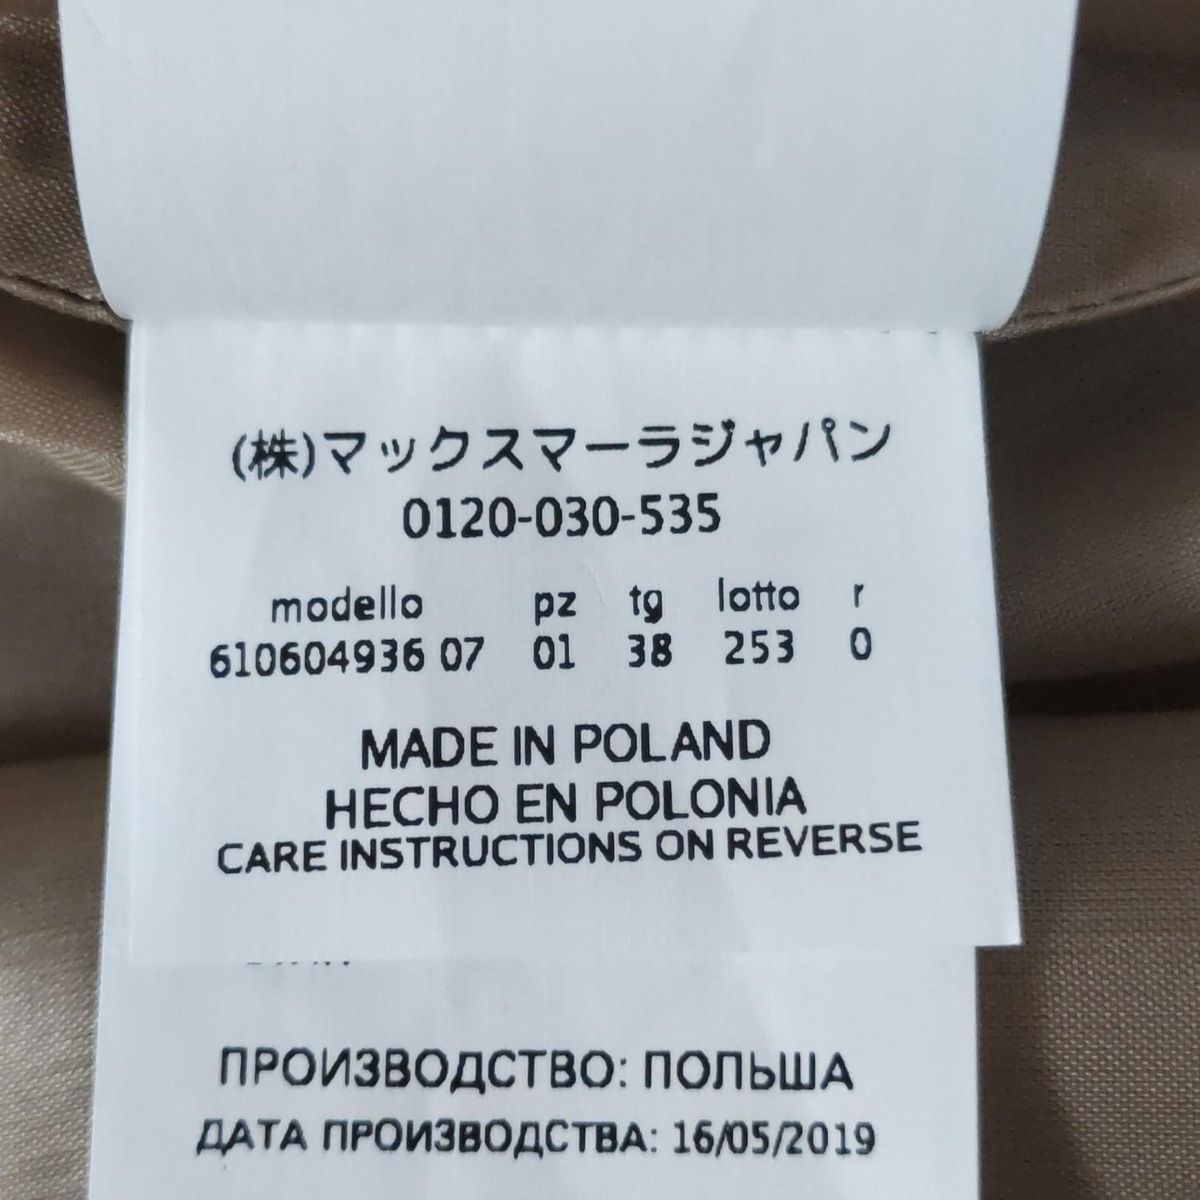 (株)マックスマーラジャパン
0120-030-535
modello pz tg lotto r
610604936 07 01 38 253 0
MADE IN POLAND
HECHO EN POLONIA
CARE INSTRUCTIONS ON REVERSE
ПРОИЗВОДСТВО: ПОЛЬША
ДАТА ПРОИЗВОДСТВА: 16/05/2019